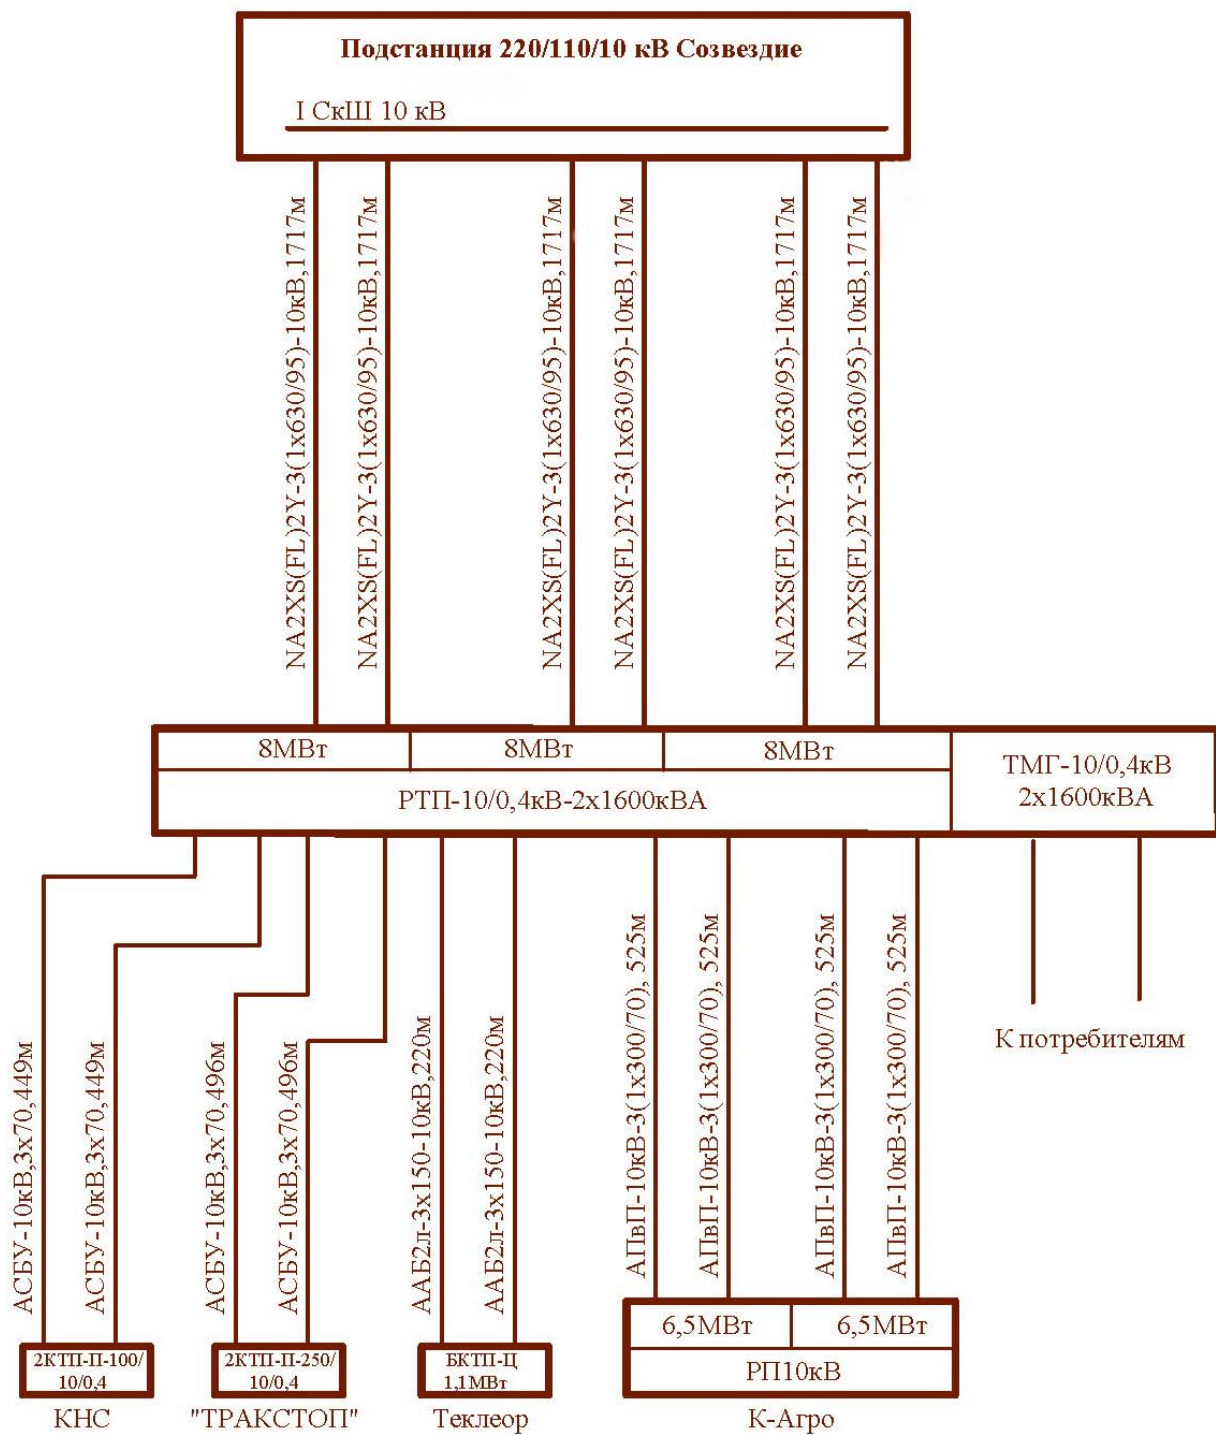 Подстанция 220/110/10 кВ Созвездие
I СкШ 10 кВ
NA2XS(FL)2Y-3(1x630/95)-10кВ,1717м
NA2XS(FL)2Y-3(1x630/95)-10кВ,1717м
NA2XS(FL)2Y-3(1x630/95)-10кВ,1717м
NA2XS(FL)2Y-3(1x630/95)-10кВ,1717м
NA2XS(FL)2Y-3(1x630/95)-10кВ,1717м
NA2XS(FL)2Y-3(1x630/95)-10кВ,1717м
8МВт
8МВт
8МВт
РТП-10/0,4кВ-2х1600кВА
ТМГ-10/0,4кВ
2х1600кВА
АСБУ-10кВ,3х70,449м
АСБУ-10кВ,3х70,449м
АСБУ-10кВ,3х70,496м
АСБУ-10кВ,3х70,496м
ААБ2л-3х150-10кВ,220м
ААБ2л-3х150-10кВ,220м
АПвП-10кВ-3(1х300/70), 525м
АПвП-10кВ-3(1х300/70), 525м
АПвП-10кВ-3(1х300/70), 525м
АПвП-10кВ-3(1х300/70), 525м
К потребителям
2КТП-П-100/
10/0,4
КНС
2КТП-П-250/
10/0,4
"ТРАКСТОП"
БКТП-Ц
1,1МВт
Теклеор
6,5МВт
6,5МВт
РП10кВ
К-Агро